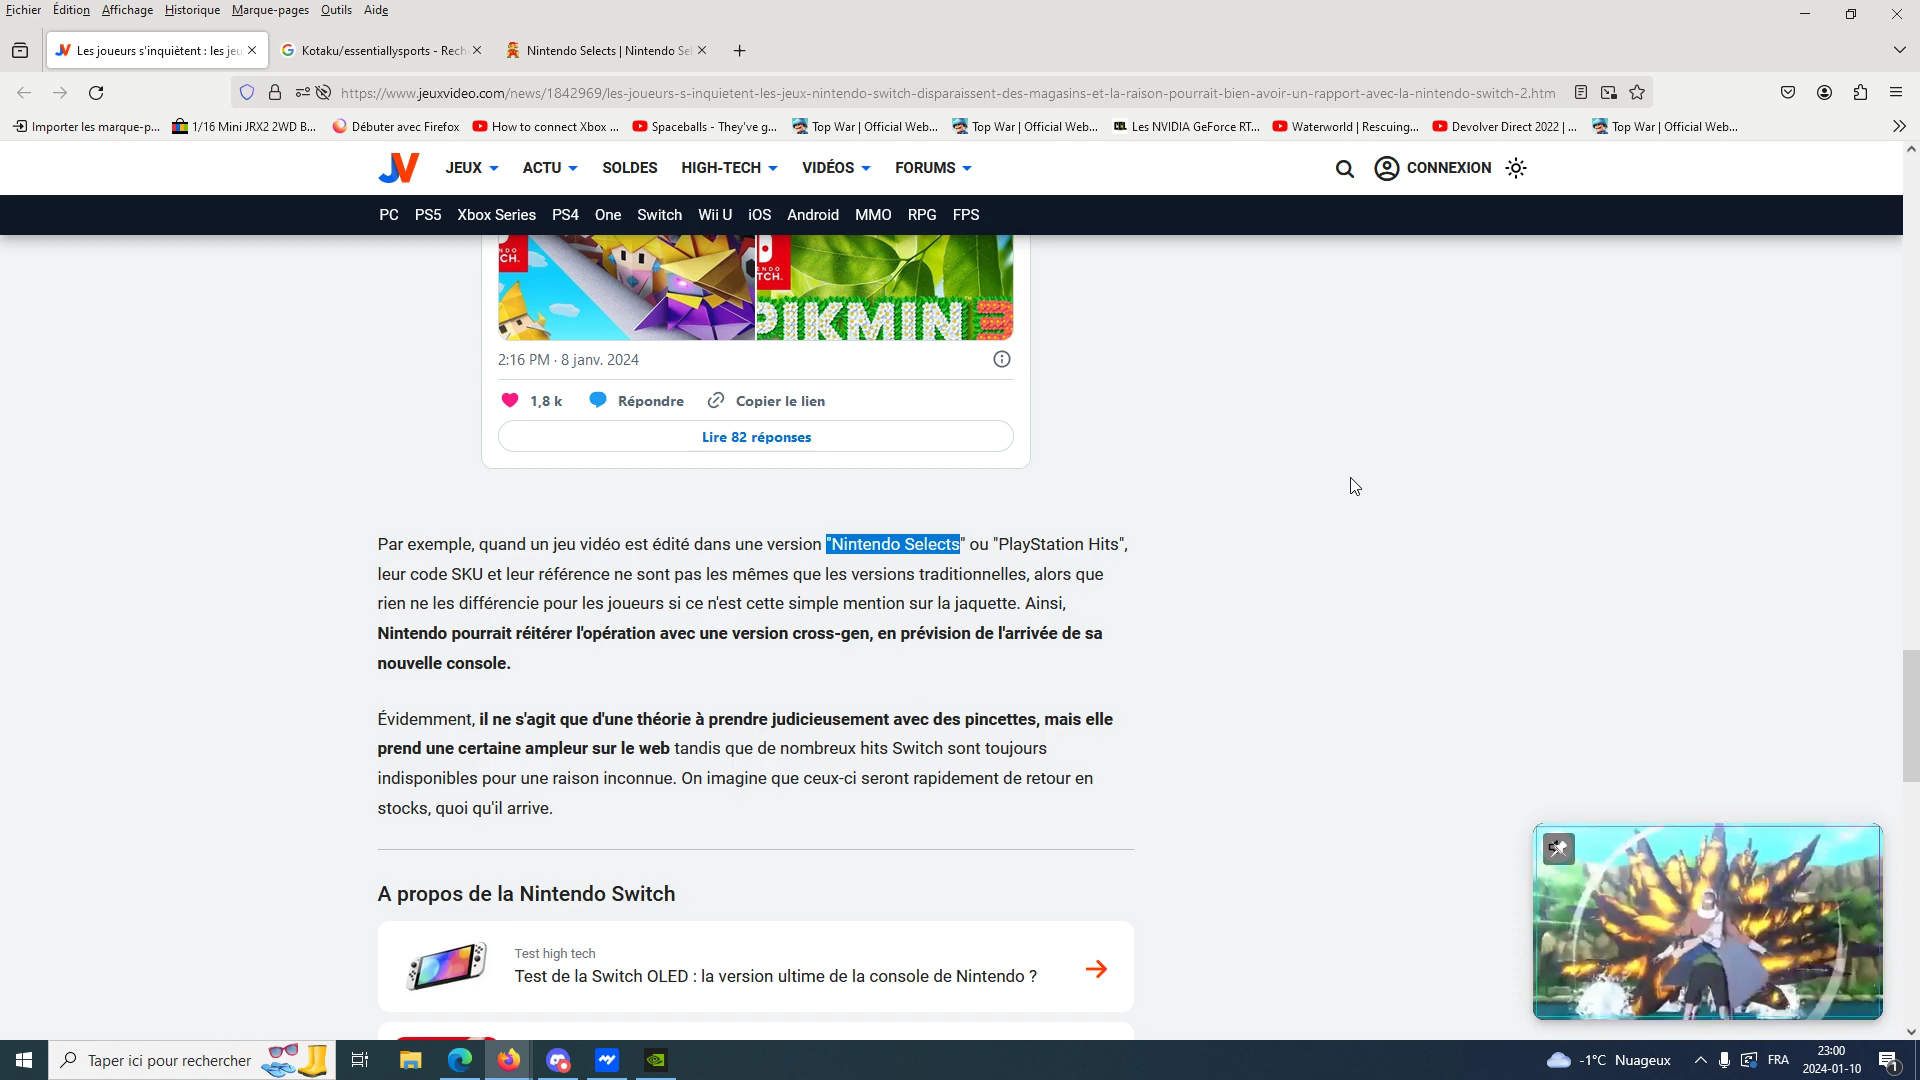 Fichier Édition Affichage Historique Marque-pages Outils Aide
Les joueurs s'inquiètent : les jeu
Kotaku/essentiallysports - Rech
Nintendo Selects | Nintendo Sel
https://www.jeuxvideo.com/news/1842969/les-joueurs-s-inquietent-les-jeux-nintendo-switch-disparaissent-des-magasins-et-la-raison-pourrait-bien-avoir-un-rapport-avec-la-nintendo-switch-2.htm
Importer les marque-p... 1/16 Mini JRX2 2WD B... Débuter avec Firefox How to connect Xbox ... Spaceballs - They've g... Top War | Official Web... Top War | Official Web... Les NVIDIA GeForce RT... Waterworld | Rescuing... Devolver Direct 2022 | ... Top War | Official Web...
JV JEUX ACTU SOLDES HIGH-TECH VIDÉOS FORUMS CONNEXION
PC PS5 Xbox Series PS4 One Switch Wii U iOS Android MMO RPG FPS
PIKMIN 3
2:16 PM · 8 janv. 2024
1,8 k Répondre Copier le lien
Lire 82 réponses
Par exemple, quand un jeu vidéo est édité dans une version "Nintendo Selects" ou "PlayStation Hits",
leur code SKU et leur référence ne sont pas les mêmes que les versions traditionnelles, alors que
rien ne les différencie pour les joueurs si ce n'est cette simple mention sur la jaquette. Ainsi,
Nintendo pourrait réitérer l'opération avec une version cross-gen, en prévision de l'arrivée de sa
nouvelle console.
Évidemment, il ne s'agit que d'une théorie à prendre judicieusement avec des pincettes, mais elle
prend une certaine ampleur sur le web tandis que de nombreux hits Switch sont toujours
indisponibles pour une raison inconnue. On imagine que ceux-ci seront rapidement de retour en
stocks, quoi qu'il arrive.
A propos de la Nintendo Switch
Test high tech
Test de la Switch OLED : la version ultime de la console de Nintendo ?
Taper ici pour rechercher
-1°C Nuageux
FRA
23:00
2024-01-10
1